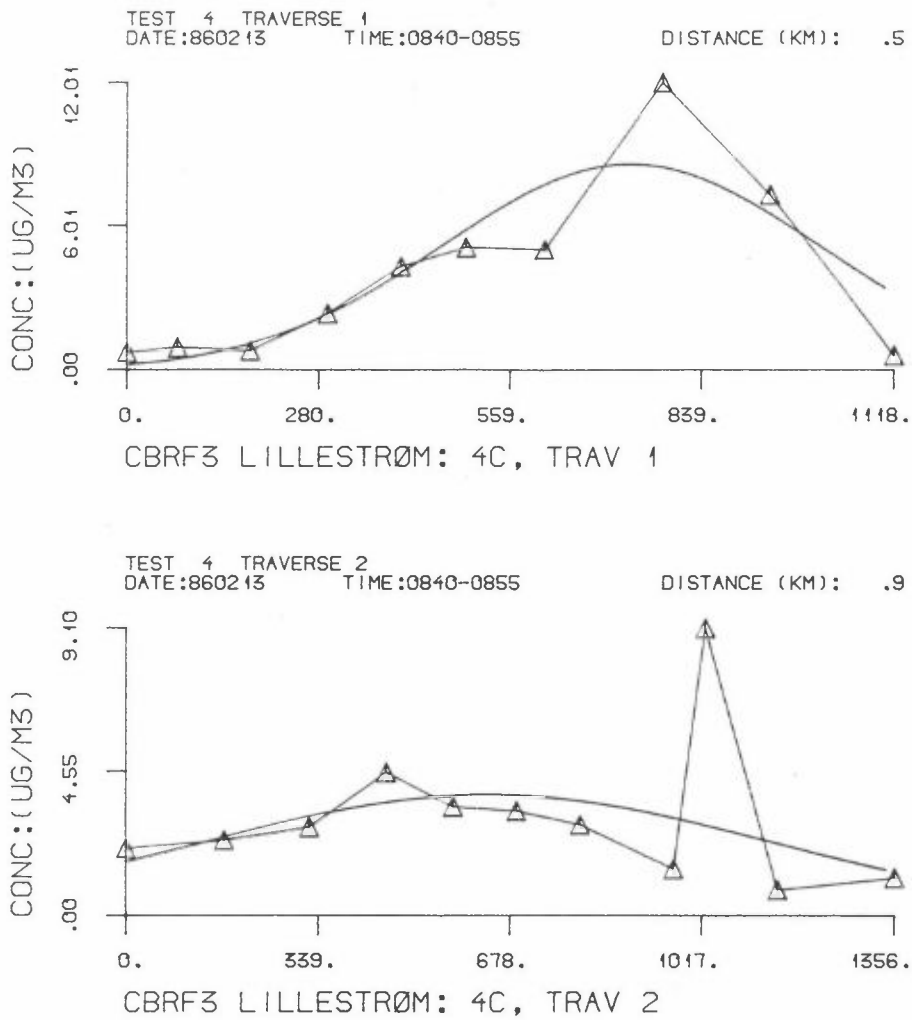 TEST 4 TRAVERSE 1
DATE:860213 TIME:0840-0855 DISTANCE (KM): .5
12.01
6.01
.00
CONC:(UG/M3)
0. 280. 559. 839. 1118.
CBRF3 LILLESTRØM: 4C, TRAV 1
TEST 4 TRAVERSE 2
DATE:860213 TIME:0840-0855 DISTANCE (KM): .9
9.10
4.55
.00
CONC:(UG/M3)
0. 339. 678. 1017. 1356.
CBRF3 LILLESTRØM: 4C, TRAV 2